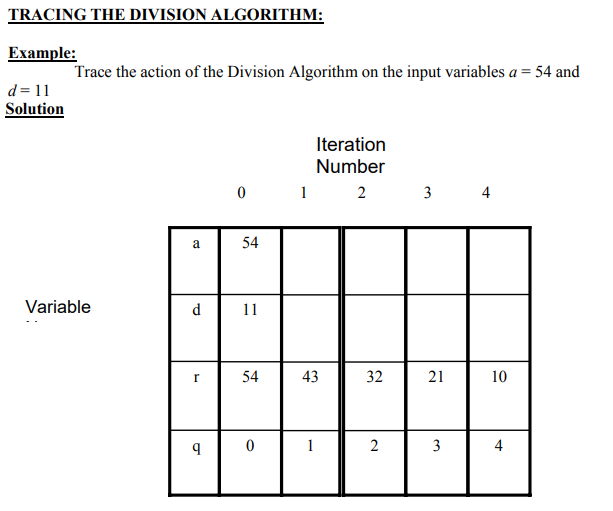 TRACING THE DIVISION ALGORITHM:
Example:
Trace the action of the Division Algorithm on the input variables a = 54 and
d = 11
Solution
Iteration
Number
0 1 2 3 4
a 54
Variable
d 11
r 54 43 32 21 10
q 0 1 2 3 4